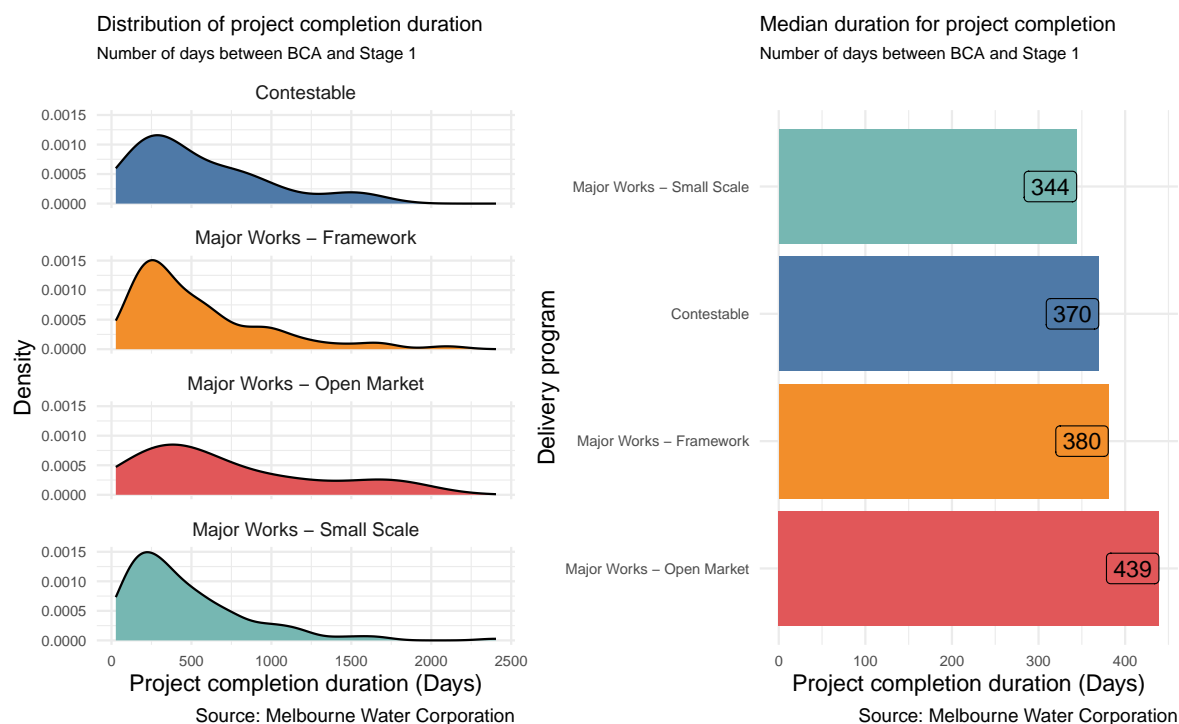 Distribution of project completion duration
Number of days between BCA and Stage 1
Contestable
0.0015
0.0010
0.0005
0.0000
Major Works − Framework
0.0015
0.0010
0.0005
0.0000
Major Works − Open Market
0.0015
0.0010
0.0005
0.0000
Major Works − Small Scale
0.0015
0.0010
0.0005
0.0000
0 500 1000 1500 2000 2500
Density
Project completion duration (Days)
Source: Melbourne Water Corporation
Median duration for project completion
Number of days between BCA and Stage 1
Major Works − Small Scale 344
Contestable 370
Major Works − Framework 380
Major Works − Open Market 439
0 100 200 300 400
Delivery program
Project completion duration (Days)
Source: Melbourne Water Corporation